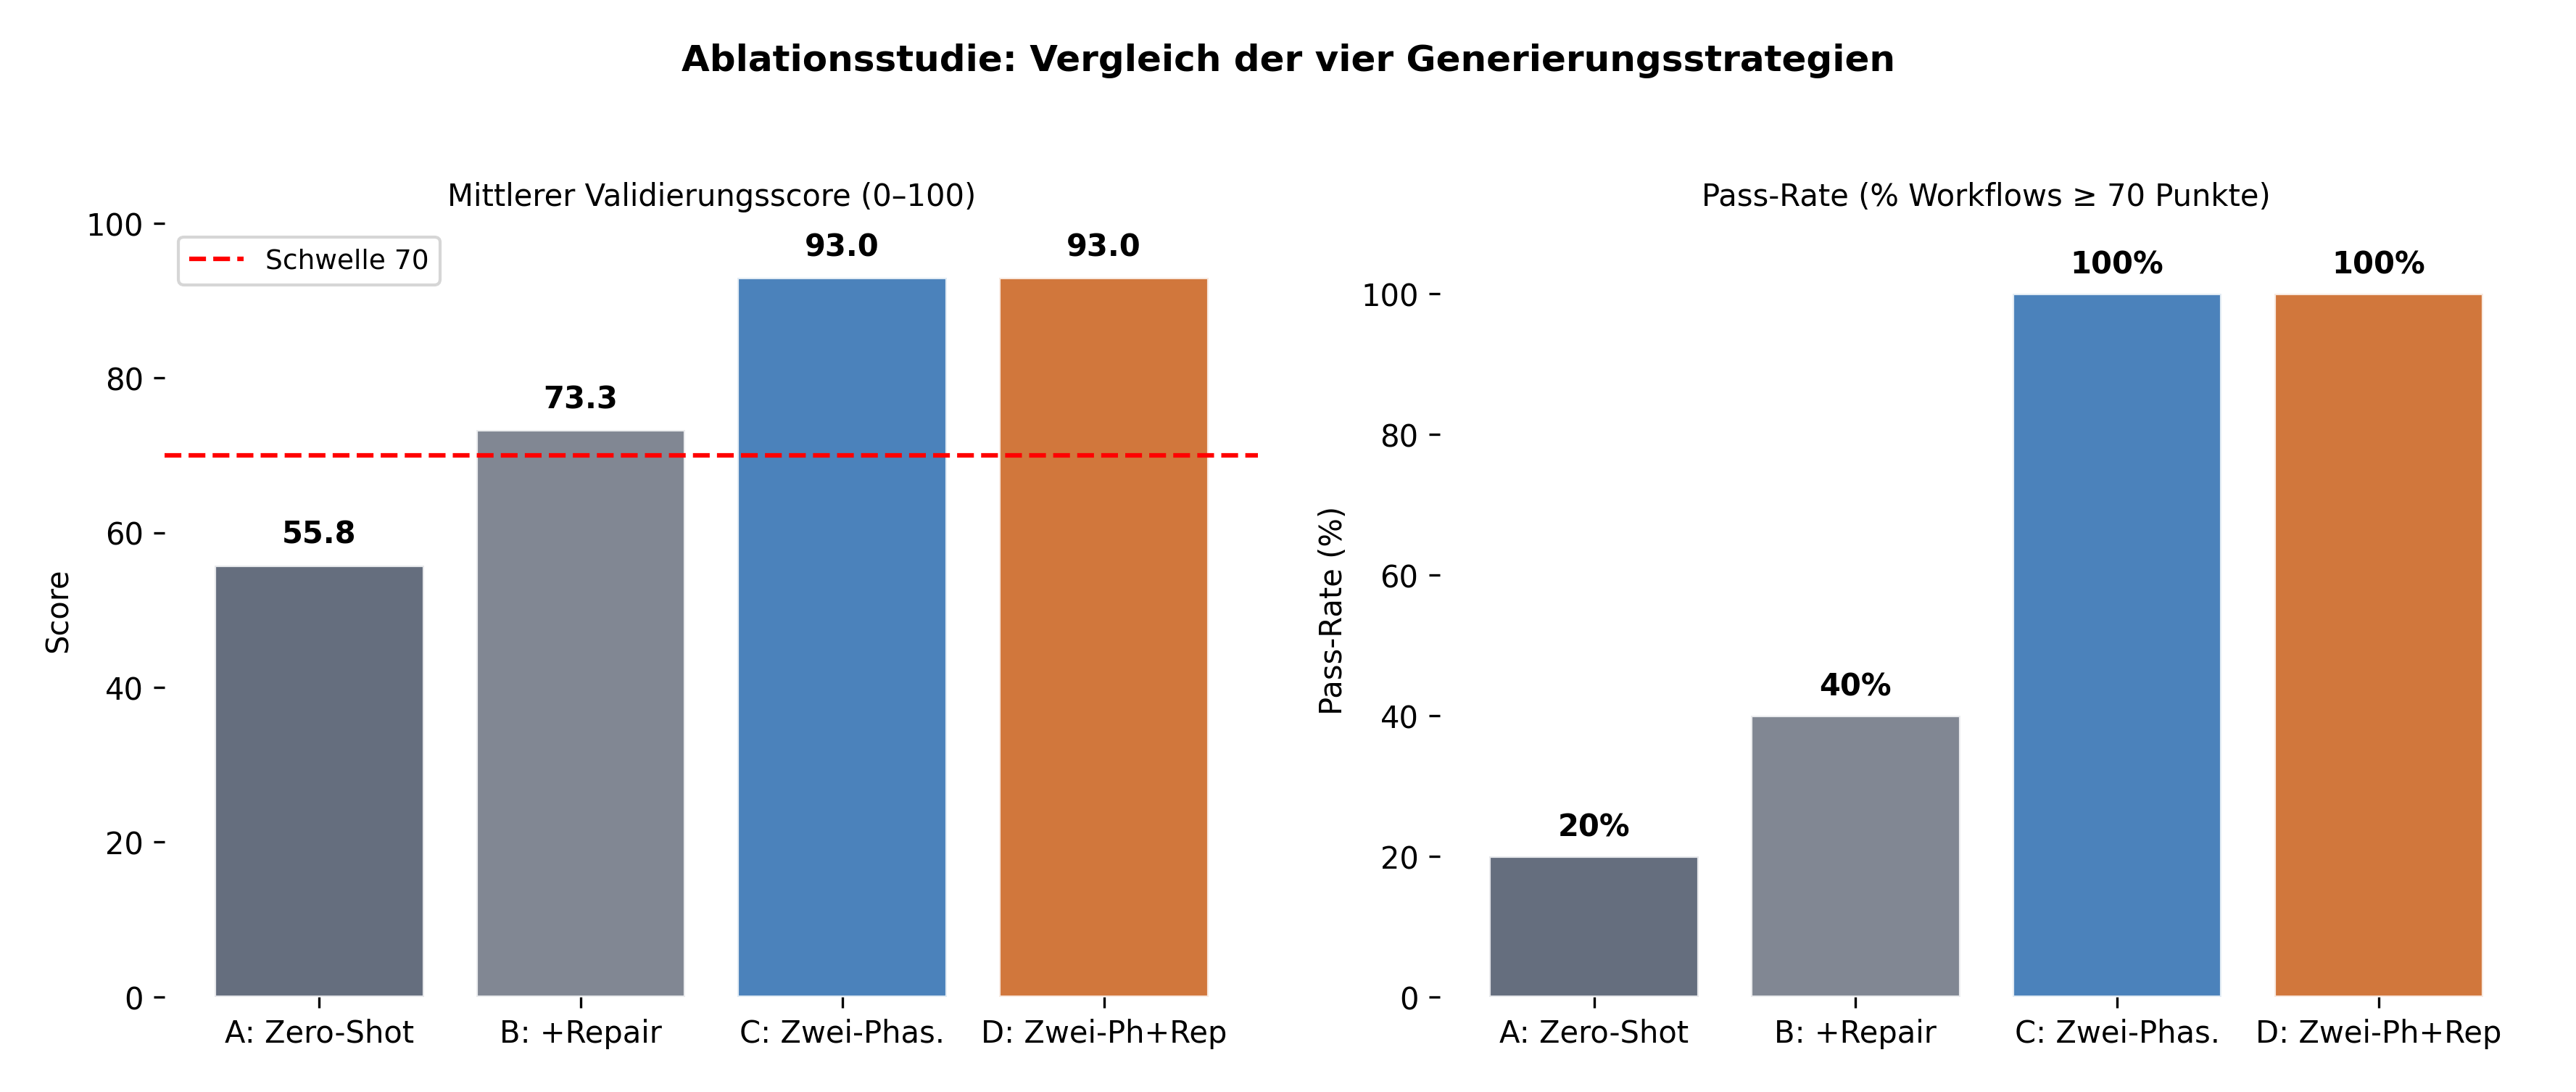 Ablationsstudie: Vergleich der vier Generierungsstrategien
Mittlerer Validierungsscore (0–100)
Schwelle 70
Score
100
80
60
40
20
0
55.8
73.3
93.0
93.0
A: Zero-Shot
B: +Repair
C: Zwei-Phas.
D: Zwei-Ph+Rep
Pass-Rate (% Workflows ≥ 70 Punkte)
Pass-Rate (%)
100
80
60
40
20
0
20%
40%
100%
100%
A: Zero-Shot
B: +Repair
C: Zwei-Phas.
D: Zwei-Ph+Rep